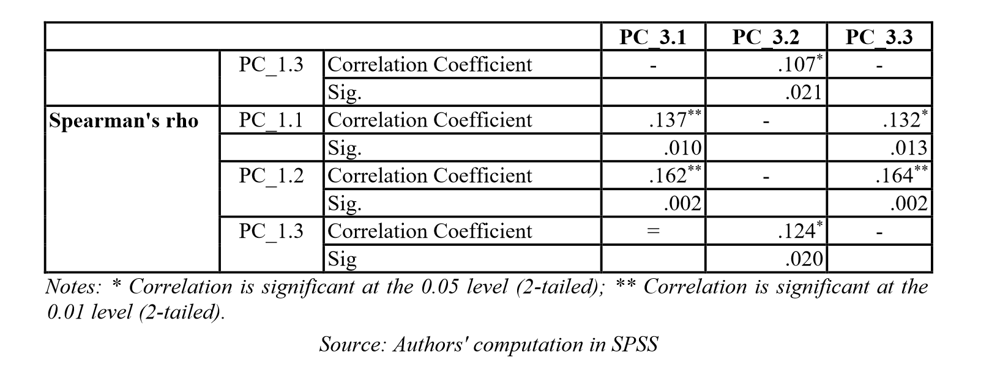 PC_3.1 PC_3.2 PC_3.3
PC_1.3 Correlation Coefficient - .107* -
Sig. .021
Spearman's rho PC_1.1 Correlation Coefficient .137** - .132*
Sig. .010 .013
PC_1.2 Correlation Coefficient .162** - .164**
Sig. .002 .002
PC_1.3 Correlation Coefficient = .124* -
Sig .020
Notes: * Correlation is significant at the 0.05 level (2-tailed); ** Correlation is significant at the
0.01 level (2-tailed).
Source: Authors' computation in SPSS